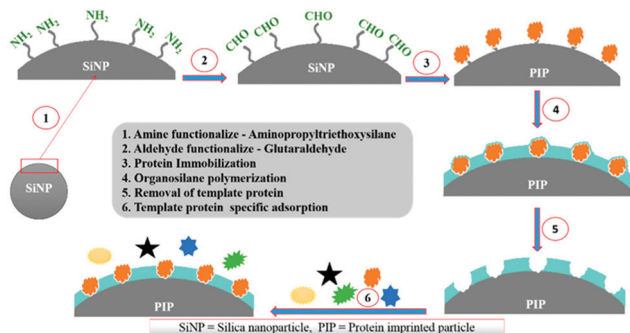 NH₂ NH₂ NH₂ NH₂ NH₂
SiNP
2
CHO CHO CHO CHO CHO
SiNP
3
PIP
1
4
SiNP
1. Amine functionalize - Aminopropyltriethoxysilane
2. Aldehyde functionalize - Glutaraldehyde
3. Protein Immobilization
4. Organosilane polymerization
5. Removal of template protein
6. Template protein specific adsorption
PIP
5
PIP
6
PIP
SiNP = Silica nanoparticle, PIP = Protein imprinted particle